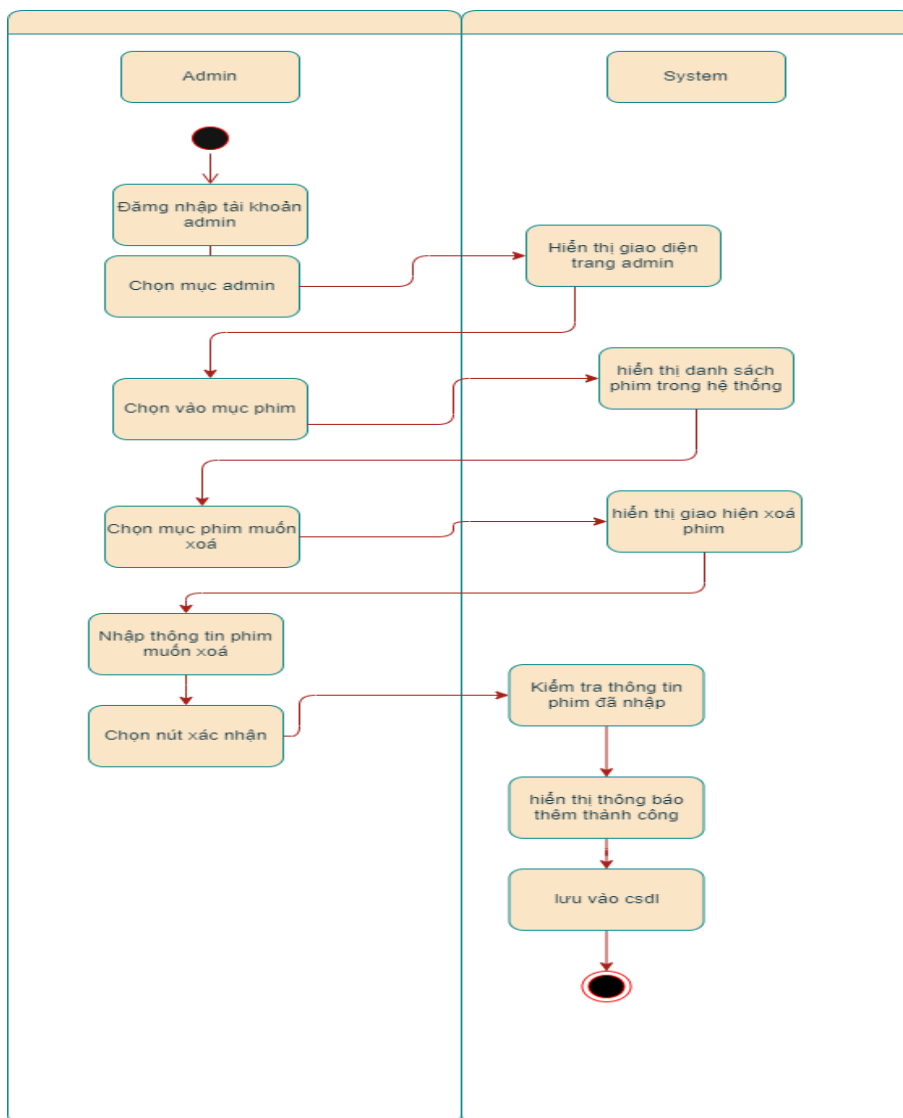 Admin
System
Đămg nhập tài khoản
admin
Chọn mục admin
Hiển thị giao diện
trang admin
Chọn vào mục phim
hiển thị danh sách
phim trong hệ thống
Chọn mục phim muốn
xoá
hiển thị giao hiện xoá
phim
Nhập thông tin phim
muốn xoá
Chọn nút xác nhận
Kiểm tra thông tin
phim đã nhập
hiển thị thông báo
thêm thành công
lưu vào csdl